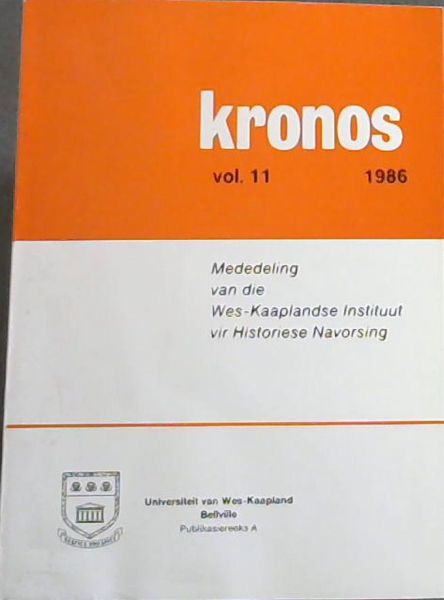 kronos
vol. 11 1986
Mededeling
van die
Wes-Kaaplandse Instituut
vir Historiese Navorsing
Universiteit van Wes-Kaapland
Bellville
Publikasiereeks A